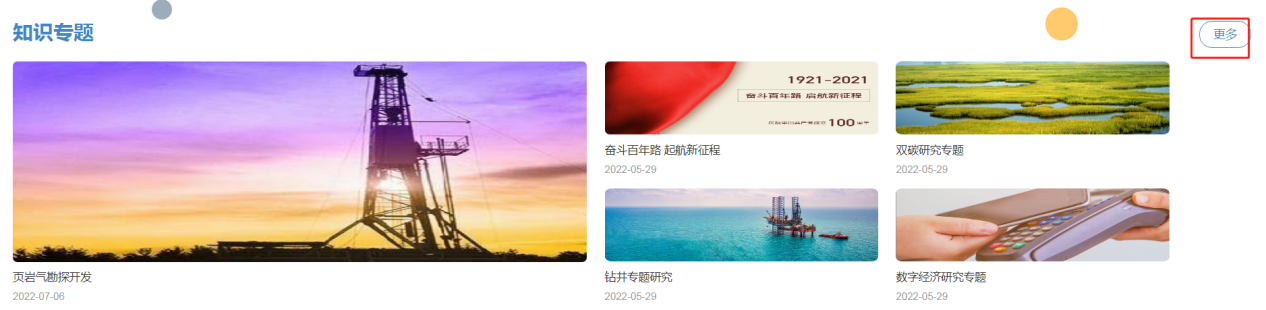 知识专题
更多
1921-2021
奋斗百年路 启航新征程
100
奋斗百年路 起航新征程
2022-05-29
双碳研究专题
2022-05-29
页岩气勘探开发
2022-07-06
钻井专题研究
2022-05-29
数字经济研究专题
2022-05-29